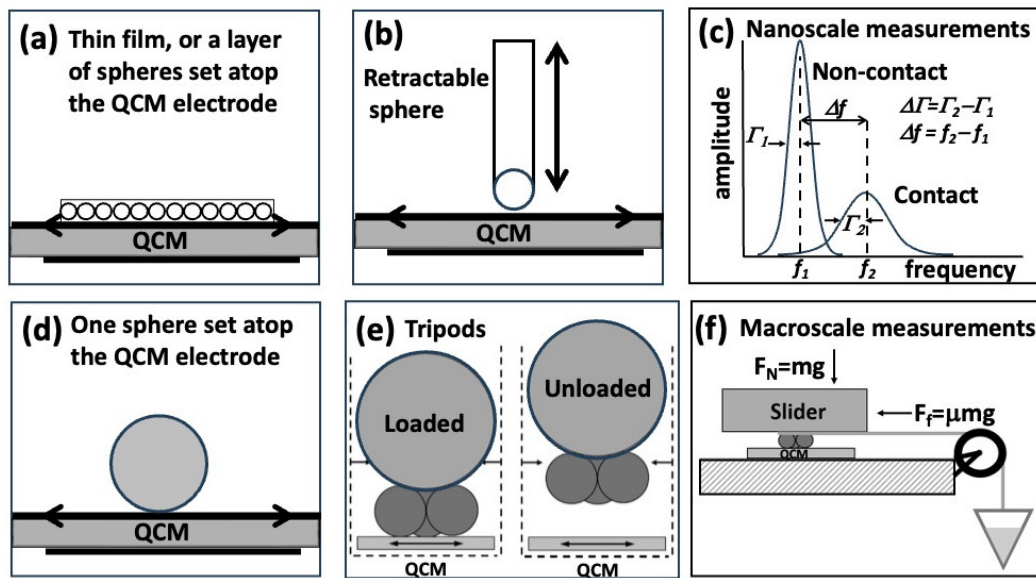 (a) Thin film, or a layer
of spheres set atop
the QCM electrode
QCM
(b)
Retractable
sphere
QCM
(c) Nanoscale measurements
Non-contact
Δf
ΔΓ=Γ2–Γ1
Δf = f2–f1
Γ1
amplitude
Contact
Γ2
f1 f2 frequency
(d) One sphere set atop
the QCM electrode
QCM
(e) Tripods
Loaded
Unloaded
QCM QCM
(f) Macroscale measurements
FN=mg
Slider
Ff=μmg
QCM